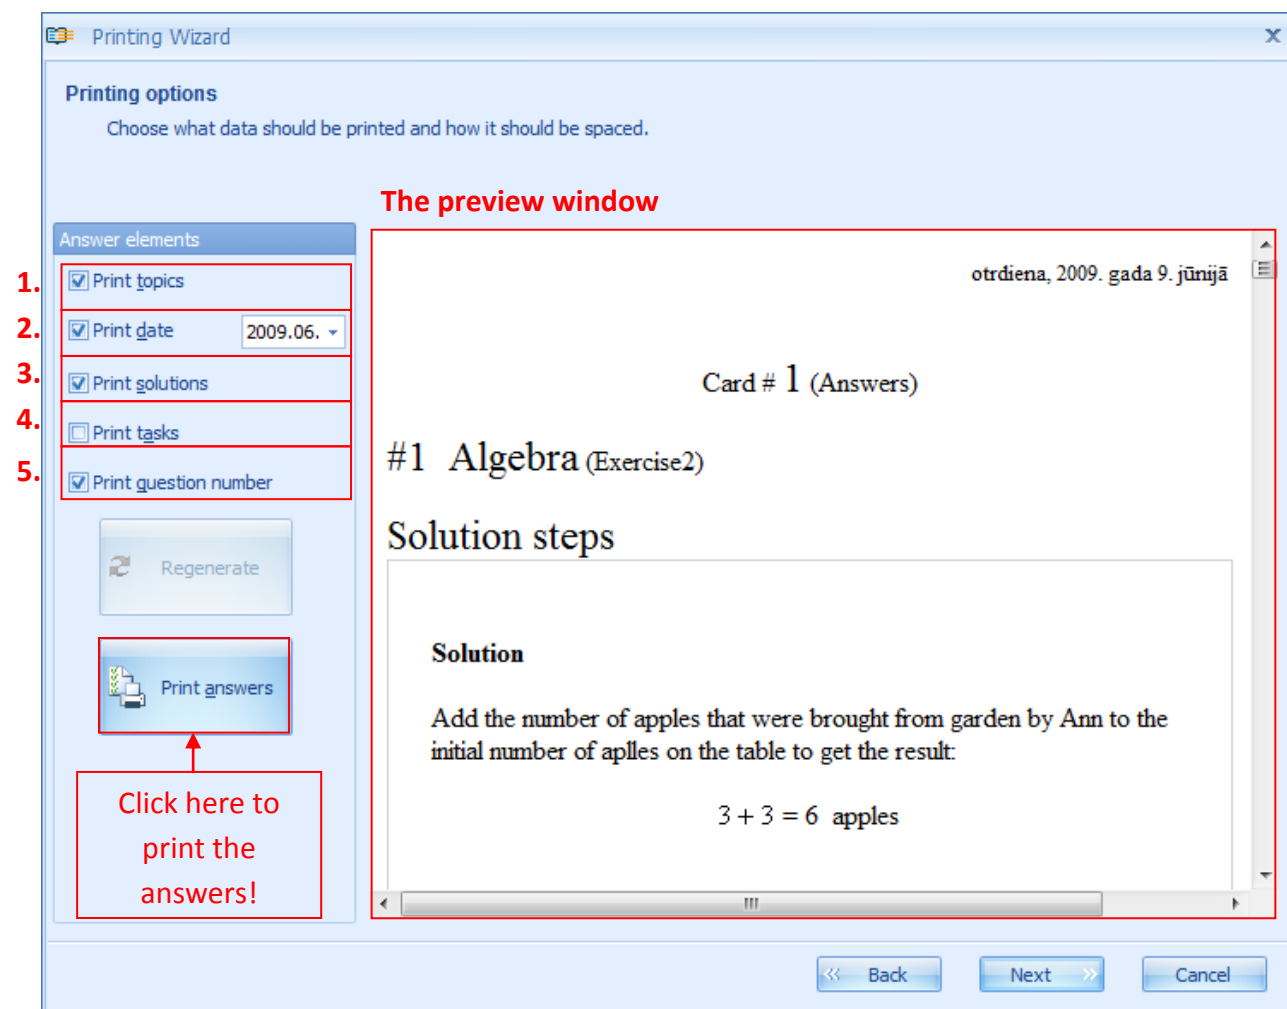 Printing Wizard
Printing options
Choose what data should be printed and how it should be spaced.
The preview window
Answer elements
1. Print topics
2. Print date 2009.06.
3. Print solutions
4. Print tasks
5. Print question number
Regenerate
Print answers
Click here to
print the
answers!
otrdiena, 2009. gada 9. jūnijā
Card # 1 (Answers)
#1 Algebra (Exercise2)
Solution steps
Solution
Add the number of apples that were brought from garden by Ann to the
initial number of aplles on the table to get the result:
3 + 3 = 6 apples
Back Next Cancel